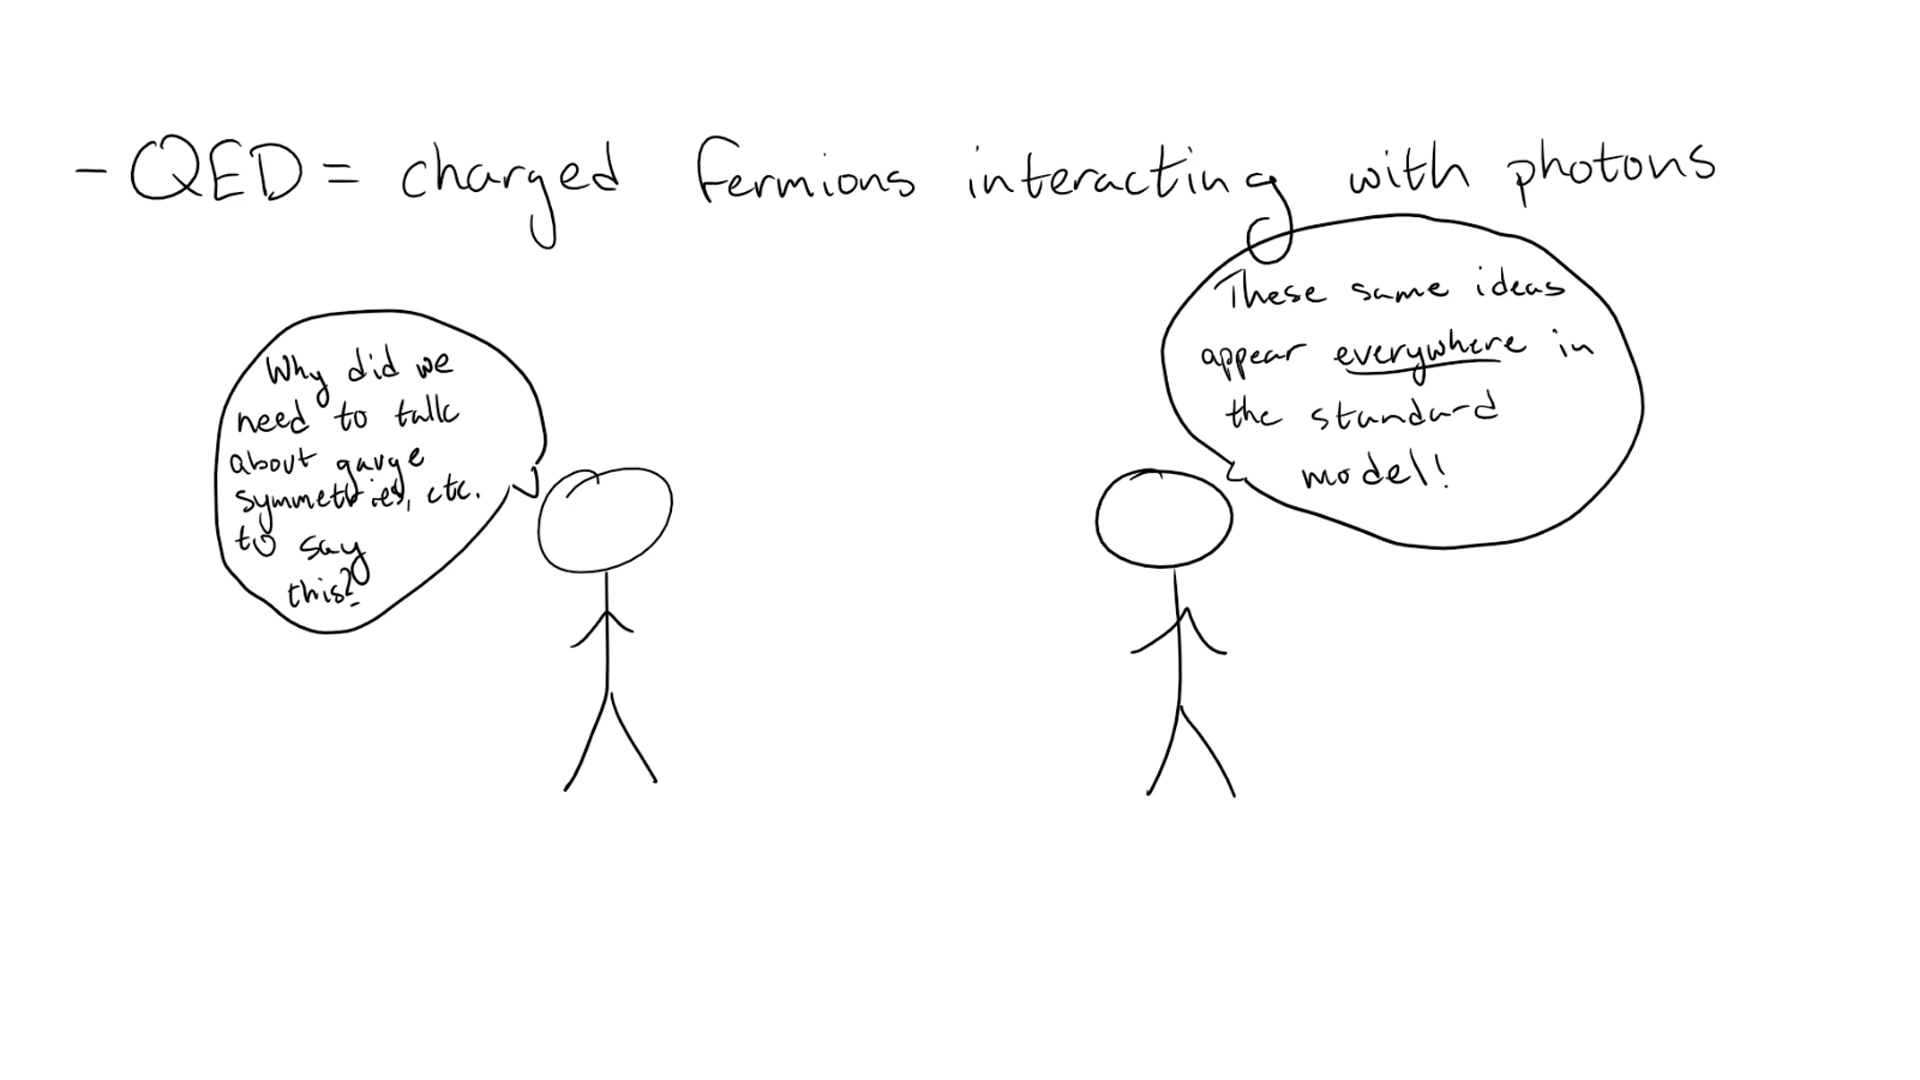 - QED = charged fermions interacting with photons
Why did we
need to talk
about gauge
symmetries, etc.
to say
this?
These same ideas
appear everywhere in
the standard
model!